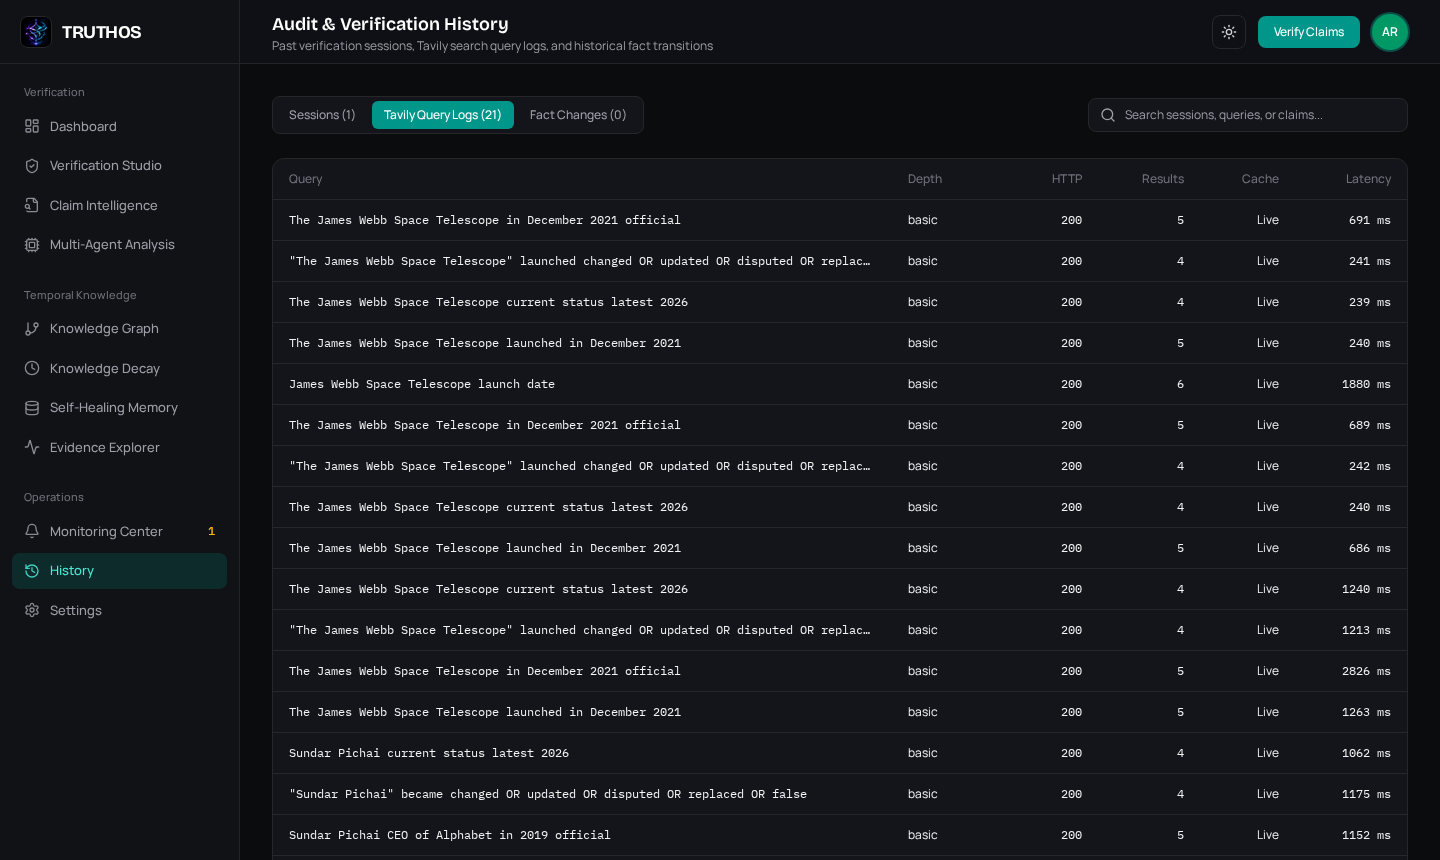 TRUTHOS
Audit & Verification History
Past verification sessions, Tavily search query logs, and historical fact transitions
Verify Claims
AR
Verification
Dashboard
Verification Studio
Claim Intelligence
Multi-Agent Analysis
Temporal Knowledge
Knowledge Graph
Knowledge Decay
Self-Healing Memory
Evidence Explorer
Operations
Monitoring Center 1
History
Settings
Sessions (1) Tavily Query Logs (21) Fact Changes (0)
Search sessions, queries, or claims...
Query Depth HTTP Results Cache Latency
The James Webb Space Telescope in December 2021 official basic 200 5 Live 691 ms
"The James Webb Space Telescope" launched changed OR updated OR disputed OR replac… basic 200 4 Live 241 ms
The James Webb Space Telescope current status latest 2026 basic 200 4 Live 239 ms
The James Webb Space Telescope launched in December 2021 basic 200 5 Live 240 ms
James Webb Space Telescope launch date basic 200 6 Live 1880 ms
The James Webb Space Telescope in December 2021 official basic 200 5 Live 689 ms
"The James Webb Space Telescope" launched changed OR updated OR disputed OR replac… basic 200 4 Live 242 ms
The James Webb Space Telescope current status latest 2026 basic 200 4 Live 240 ms
The James Webb Space Telescope launched in December 2021 basic 200 5 Live 686 ms
The James Webb Space Telescope current status latest 2026 basic 200 4 Live 1240 ms
"The James Webb Space Telescope" launched changed OR updated OR disputed OR replac… basic 200 4 Live 1213 ms
The James Webb Space Telescope in December 2021 official basic 200 5 Live 2826 ms
The James Webb Space Telescope launched in December 2021 basic 200 5 Live 1263 ms
Sundar Pichai current status latest 2026 basic 200 4 Live 1062 ms
"Sundar Pichai" became changed OR updated OR disputed OR replaced OR false basic 200 4 Live 1175 ms
Sundar Pichai CEO of Alphabet in 2019 official basic 200 5 Live 1152 ms